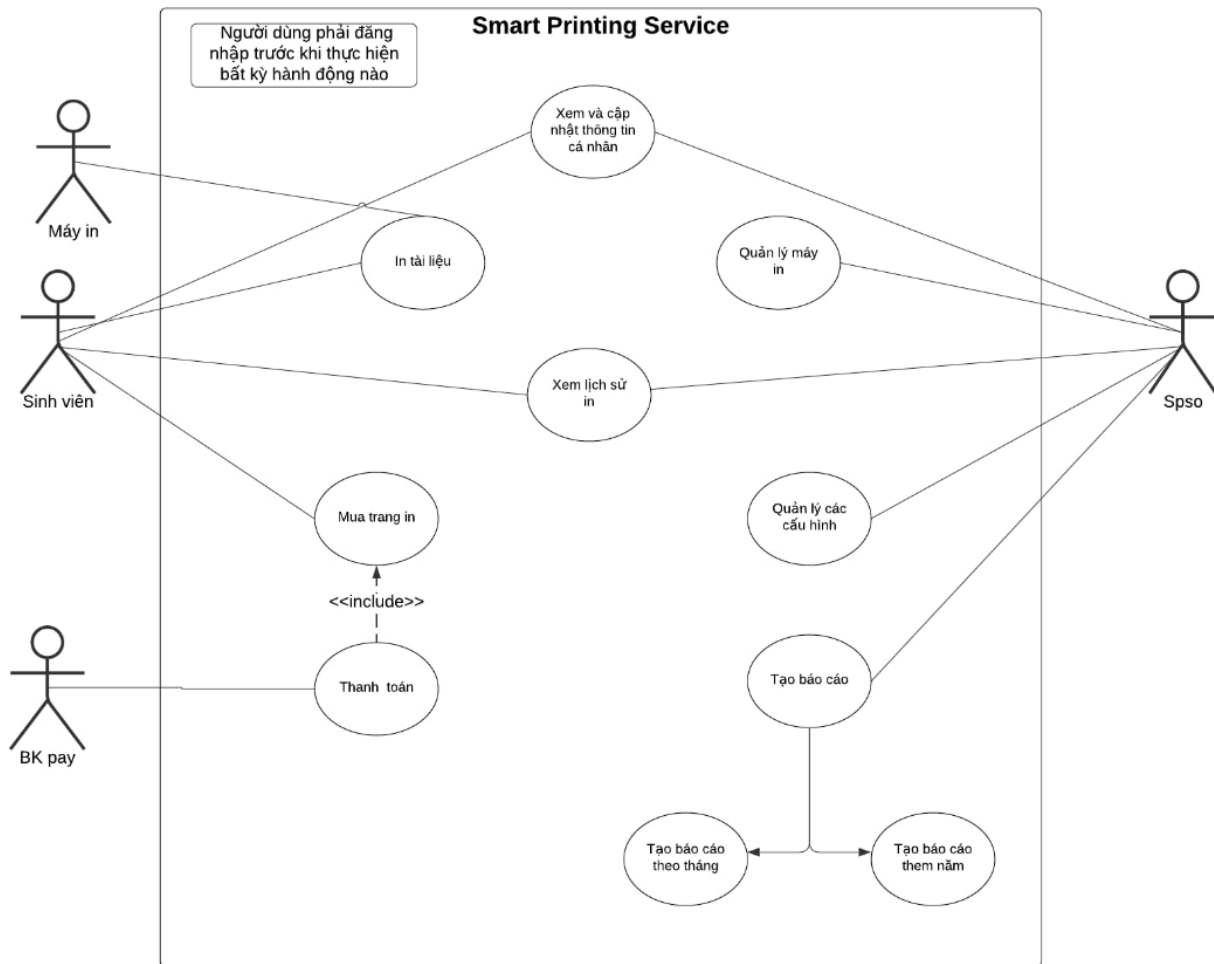 Smart Printing Service
Người dùng phải đăng
nhập trước khi thực hiện
bất kỳ hành động nào
Xem và cập
nhật thông tin
cá nhân
Máy in
In tài liệu
Quản lý máy
in
Sinh viên
Xem lịch sử
in
Spso
Mua trang in
Quản lý các
cấu hình
<<include>>
Thanh toán
Tạo báo cáo
BK pay
Tạo báo cáo
theo tháng
Tạo báo cáo
them năm